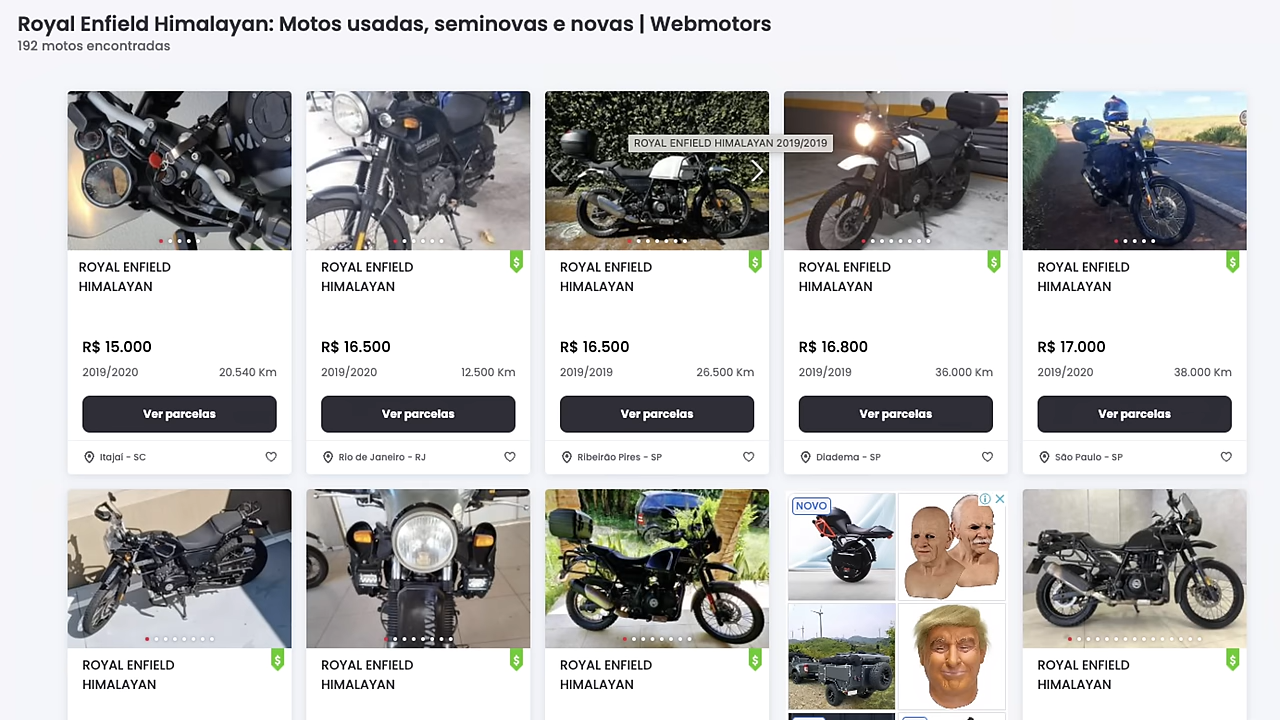 Royal Enfield Himalayan: Motos usadas, seminovas e novas | Webmotors
192 motos encontradas
ROYAL ENFIELD HIMALAYAN 2019/2019
ROYAL ENFIELD
HIMALAYAN
R$ 15.000
2019/2020 20.540 Km
Ver parcelas
Itajaí - SC
$
ROYAL ENFIELD
HIMALAYAN
R$ 16.500
2019/2020 12.500 Km
Ver parcelas
Rio de Janeiro - RJ
$
ROYAL ENFIELD
HIMALAYAN
R$ 16.500
2019/2019 26.500 Km
Ver parcelas
Ribeirão Pires - SP
$
ROYAL ENFIELD
HIMALAYAN
R$ 16.800
2019/2019 36.000 Km
Ver parcelas
Diadema - SP
$
ROYAL ENFIELD
HIMALAYAN
R$ 17.000
2019/2020 38.000 Km
Ver parcelas
São Paulo - SP
$
ROYAL ENFIELD
HIMALAYAN
$
ROYAL ENFIELD
HIMALAYAN
$
ROYAL ENFIELD
HIMALAYAN
$
NOVO
ROYAL ENFIELD
HIMALAYAN
$